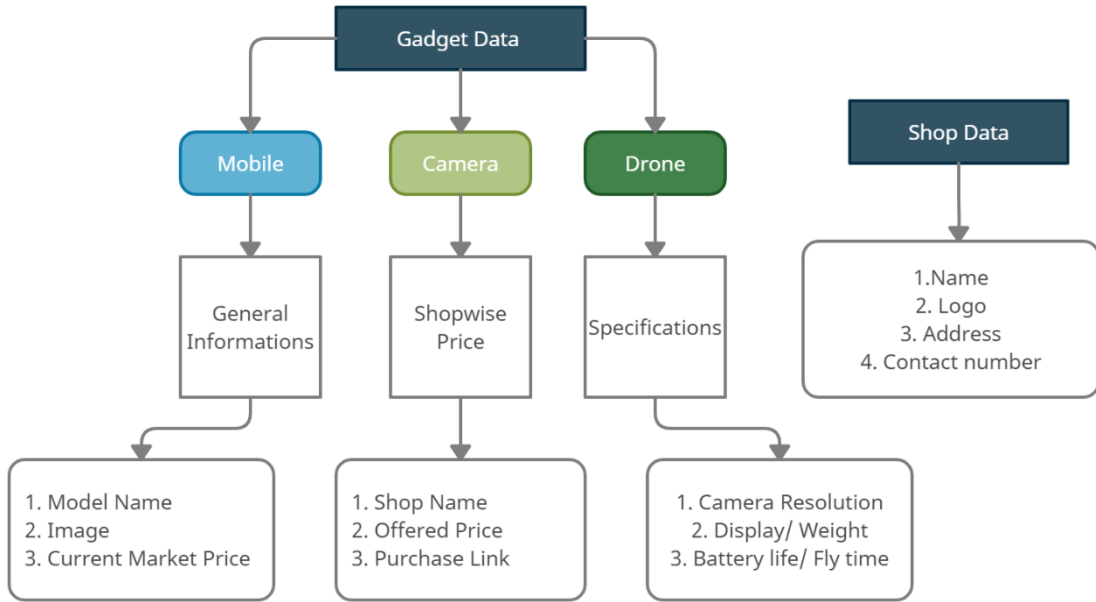 Gadget Data
Mobile
Camera
Drone
Shop Data
General
Informations
Shopwise
Price
Specifications
1.Name
2. Logo
3. Address
4. Contact number
1. Model Name
2. Image
3. Current Market Price
1. Shop Name
2. Offered Price
3. Purchase Link
1. Camera Resolution
2. Display/ Weight
3. Battery life/ Fly time